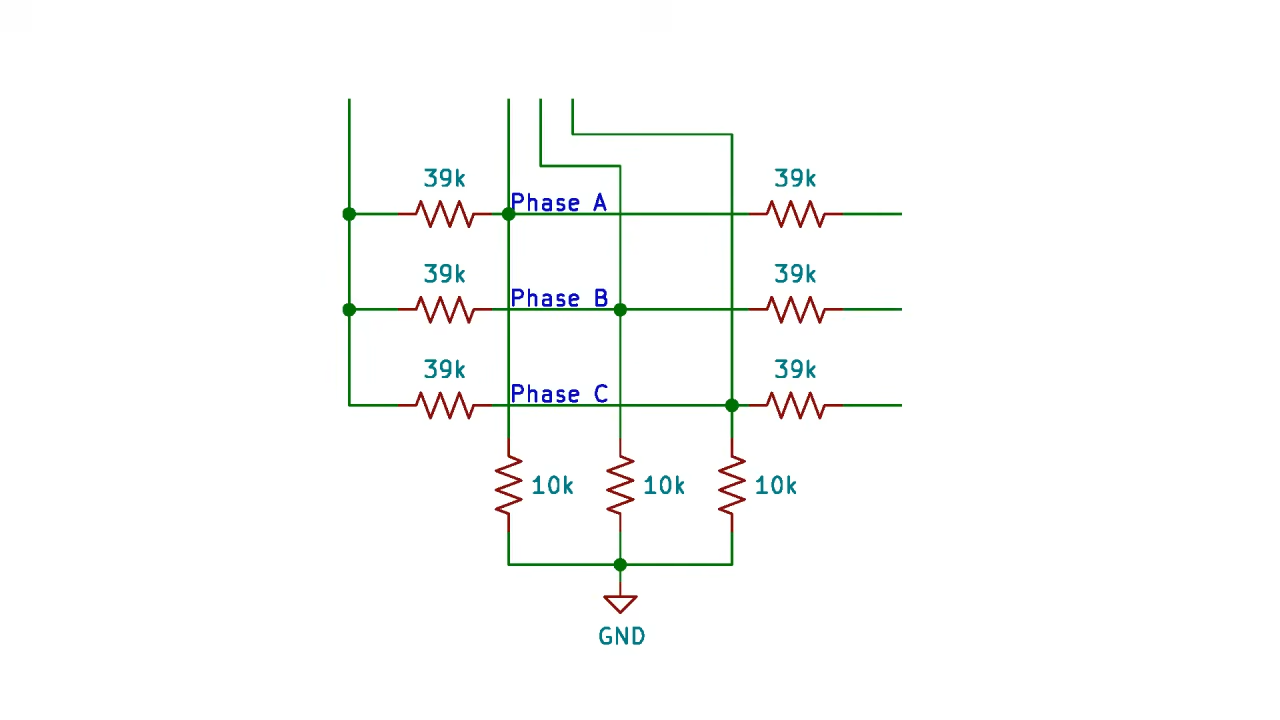 39k 39k
Phase A
39k 39k
Phase B
39k 39k
Phase C
10k 10k 10k
GND